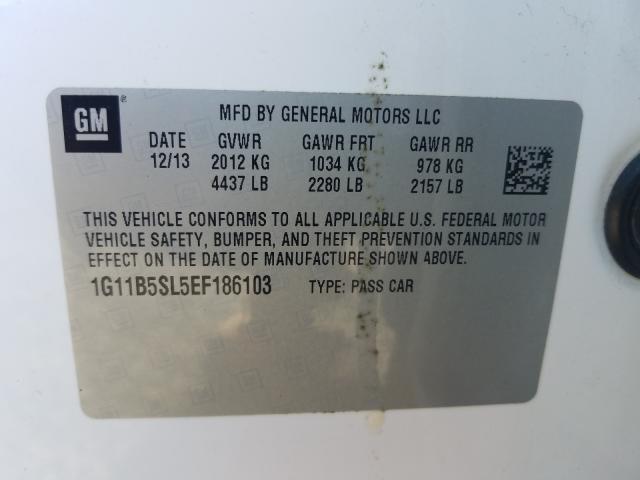 GM ®
MFD BY GENERAL MOTORS LLC
DATE GVWR GAWR FRT GAWR RR
12/13 2012 KG 1034 KG 978 KG
4437 LB 2280 LB 2157 LB
THIS VEHICLE CONFORMS TO ALL APPLICABLE U.S. FEDERAL MOTOR
VEHICLE SAFETY, BUMPER, AND THEFT PREVENTION STANDARDS IN
EFFECT ON THE DATE OF MANUFACTURE SHOWN ABOVE.
1G11B5SL5EF186103 TYPE: PASS CAR